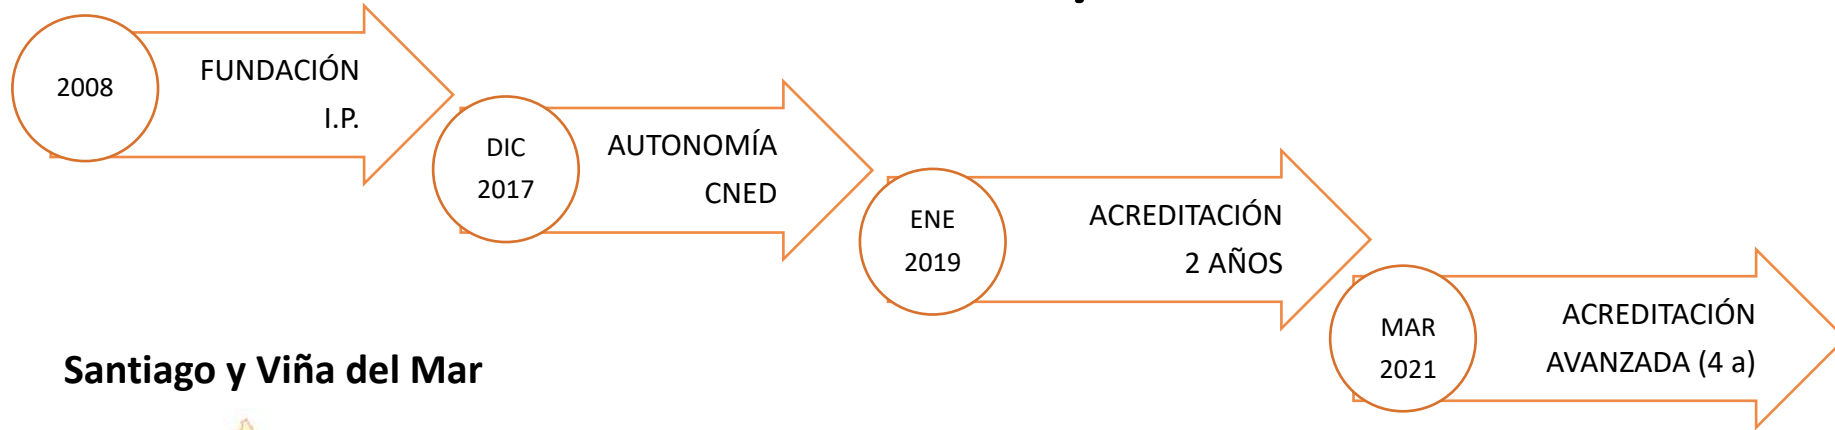 2008
FUNDACIÓN
I.P.
DIC
2017
AUTONOMÍA
CNED
ENE
2019
ACREDITACIÓN
2 AÑOS
MAR
2021
ACREDITACIÓN
AVANZADA (4 a)
Santiago y Viña del Mar